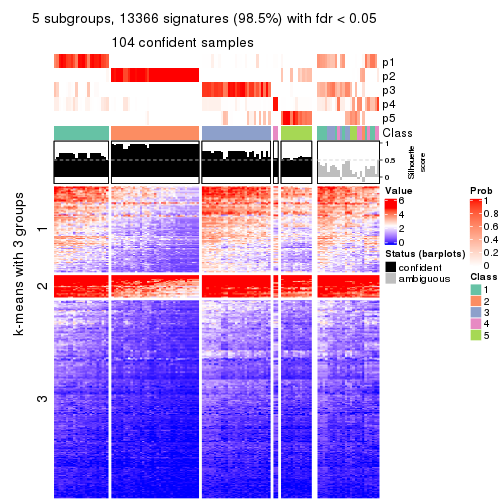 5 subgroups, 13366 signatures (98.5%) with fdr < 0.05
104 confident samples
p1
p2
p3
p4
p5
Class
1
0.5
0
Silhouette
score
k-means with 3 groups
1
2
3
Value
6
4
2
0
Status (barplots)
confident
ambiguous
Prob
1
0.8
0.6
0.4
0.2
0
Class
1
2
3
4
5